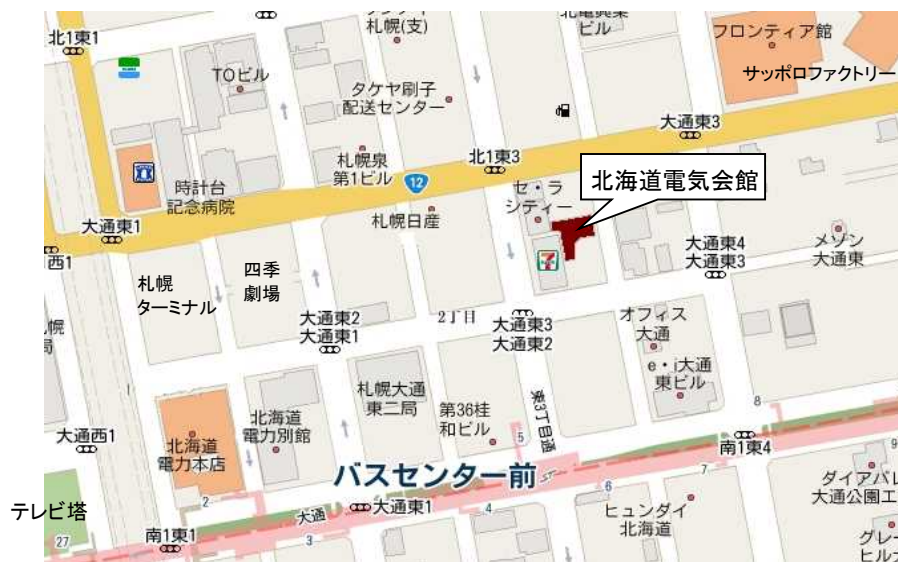 北1東1
札幌(支)
ビル
フロンティア館
TOビル
サッポロファクトリー
タケヤ刷子
配送センター
大通東3
札幌泉
第1ビル
北1東3
12
北海道電気会館
時計台
記念病院
セ・ラ
シティー
札幌日産
大通東1
西1
大通東4
大通東3
メゾン
大通東
札幌
ターミナル
四季
劇場
7
大通東2
大通東1
2丁目
大通東3
大通東2
オフィス
大通
e・i大通
東ビル
札幌大通
東二局
第36桂
和ビル
東3丁目通
8
大通西1
北海道
電力本店
北海道
電力別館
5
南1東4
9
バスセンター前
ダイアパレ
大通公園エ
テレビ塔
2
大通
大通東1
4
6
7
ヒュンダイ
北海道
27
南1東1
3
グレー
ヒル